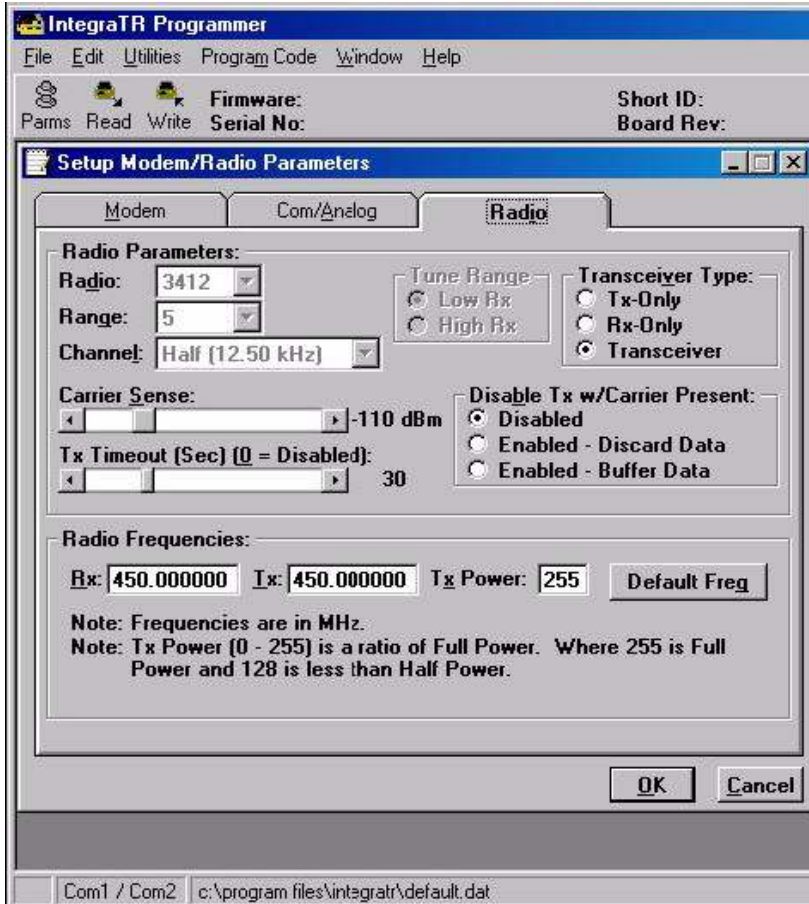 IntegraTR Programmer
File Edit Utilities Program Code Window Help
Parms Read Write
Firmware:
Serial No:
Short ID:
Board Rev:
Setup Modem/Radio Parameters
Modem Com/Analog Radio
Radio Parameters:
Radio: 3412
Range: 5
Channel: Half (12.50 kHz)
Tune Range
Low Rx
High Rx
Transceiver Type:
Tx-Only
Rx-Only
Transceiver
Carrier Sense:
-110 dBm
Tx Timeout (Sec) (0 = Disabled):
30
Disable Tx w/Carrier Present:
Disabled
Enabled - Discard Data
Enabled - Buffer Data
Radio Frequencies:
Rx: 450.000000 Tx: 450.000000 Tx Power: 255 Default Freq
Note: Frequencies are in MHz.
Note: Tx Power (0 - 255) is a ratio of Full Power. Where 255 is Full
Power and 128 is less than Half Power.
OK Cancel
Com1 / Com2 c:\program files\integratr\default.dat